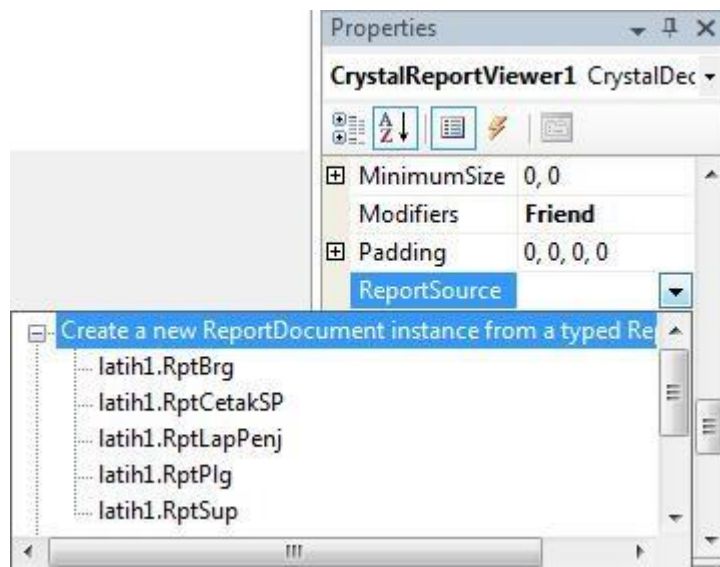 Properties
CrystalReportViewer1 CrystalDec
MinimumSize 0, 0
Modifiers Friend
Padding 0, 0, 0, 0
ReportSource
Create a new ReportDocument instance from a typed Re
latih1.RptBrg
latih1.RptCetakSP
latih1.RptLapPenj
latih1.RptPlg
latih1.RptSup